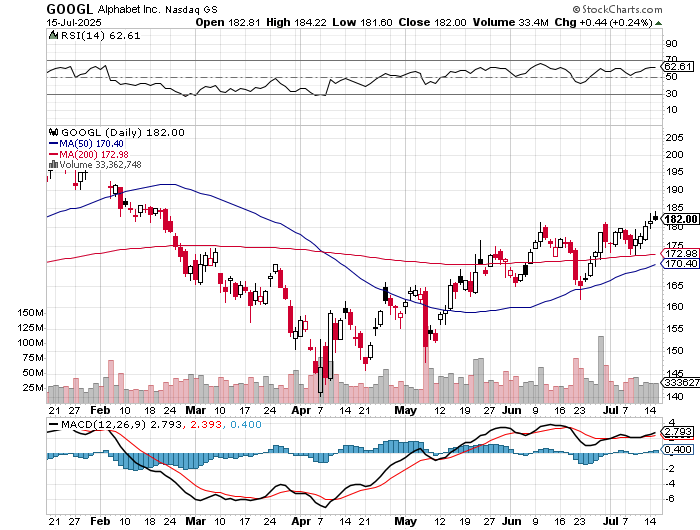 GOOGL Alphabet Inc. Nasdaq GS
© StockCharts.com
15-Jul-2025
Open 182.81 High 184.22 Low 181.60 Close 182.00 Volume 33.4M Chg +0.44 (+0.24%)
RSI(14) 62.61
90
70
62.61
50
30
10
GOOGL (Daily) 182.00
MA(50) 170.40
MA(200) 172.98
Volume 33,362,748
205
200
195
190
185
182.00
180
175
172.98
170.40
165
160
155
150
145
140
150M
125M
100M
75M
50M
25M
333627
21 27 Feb 10 18 24 Mar 10 17 24 Apr 7 14 21 May 12 19 27 Jun 9 16 23 Jul 7 14
MACD(12,26,9) 2.793, 2.393, 0.400
4
2.793
0.400
-2
-4
-6
21 27 Feb 10 18 24 Mar 10 17 24 Apr 7 14 21 May 12 19 27 Jun 9 16 23 Jul 7 14